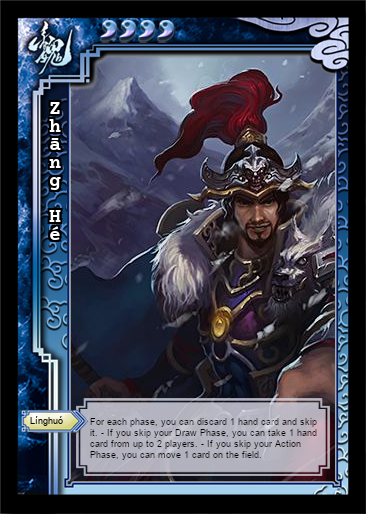 魏
Zhāng Hé
Línghuó
For each phase, you can discard 1 hand card and skip
it. - If you skip your Draw Phase, you can take 1 hand
card from up to 2 players. - If you skip your Action
Phase, you can move 1 card on the field.